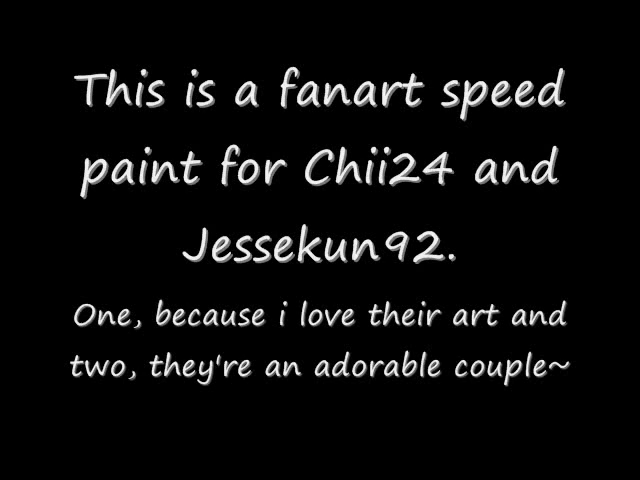 This is a fanart speed
paint for Chii24 and
Jessekun92.
One, because i love their art and
two, they're an adorable couple~